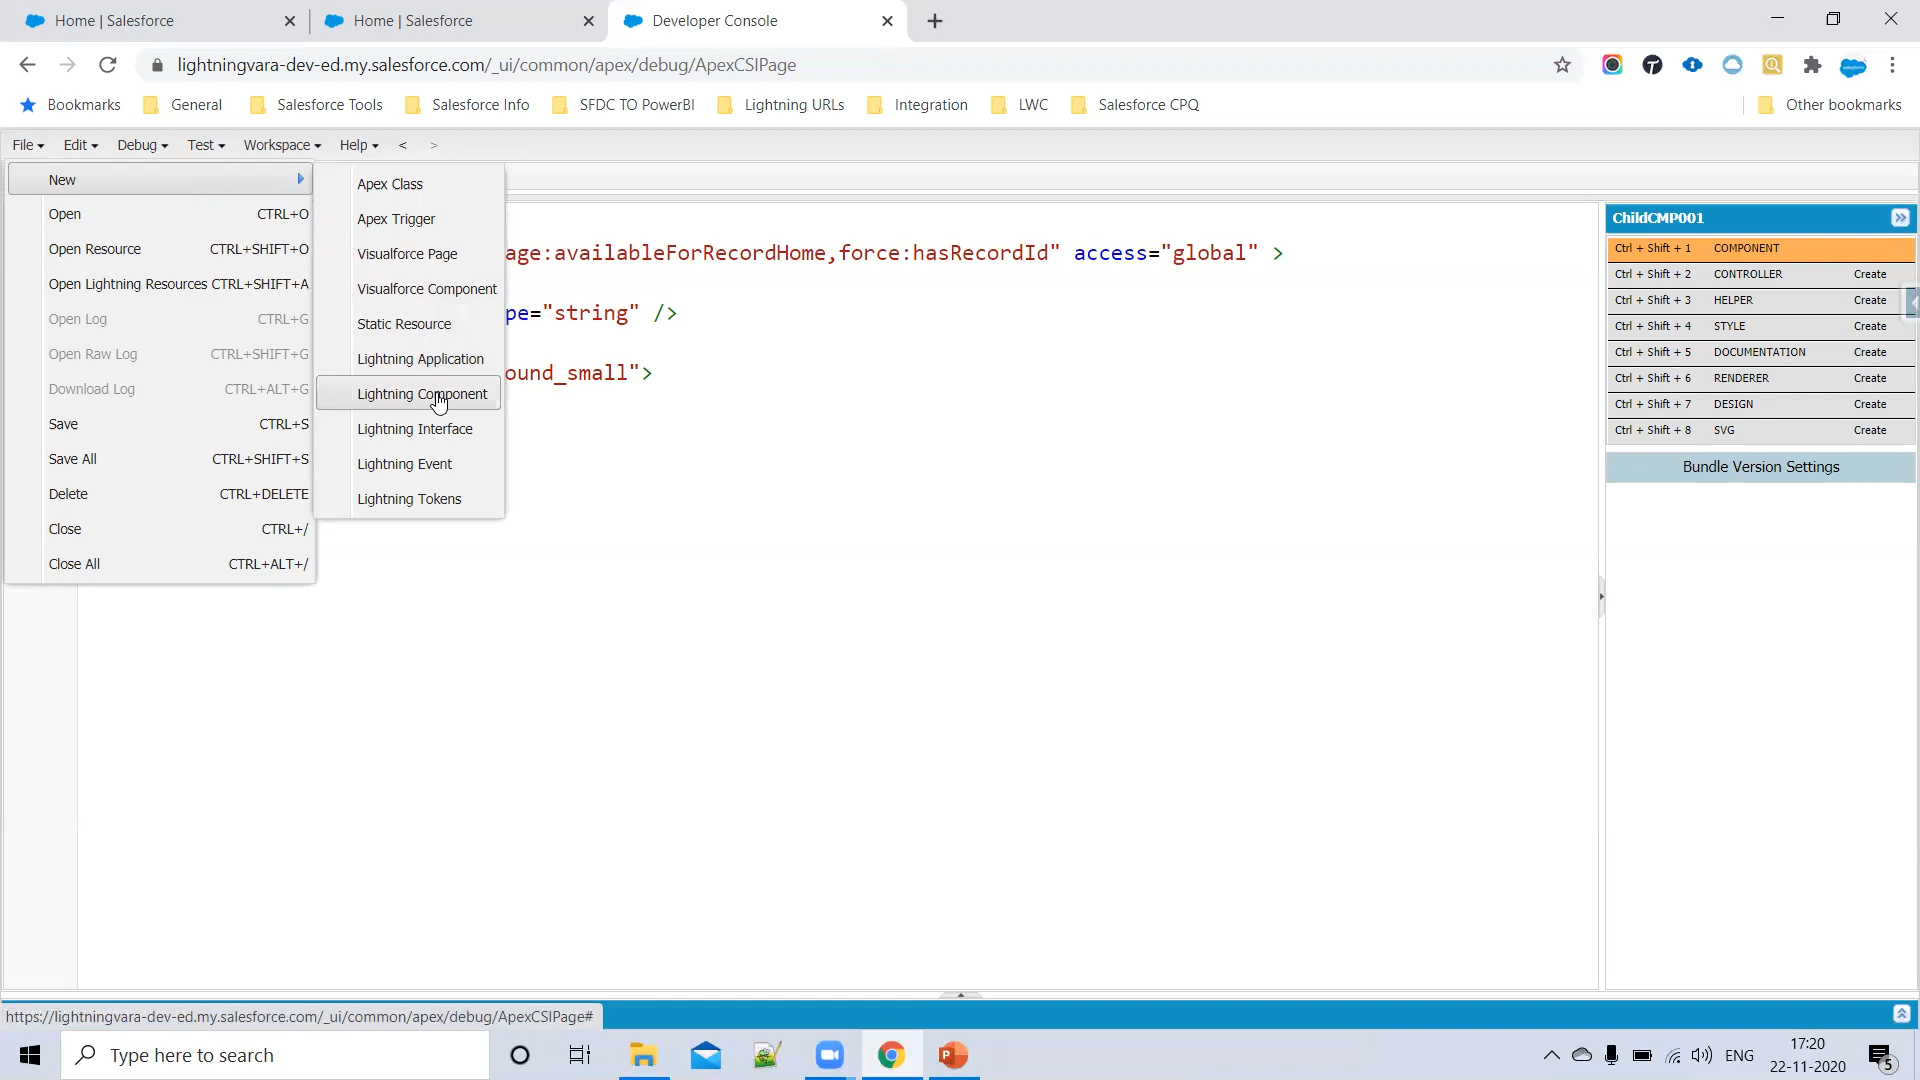 Home | Salesforce
Home | Salesforce
Developer Console
lightningvara-dev-ed.my.salesforce.com/_ui/common/apex/debug/ApexCSIPage
Bookmarks General Salesforce Tools Salesforce Info SFDC TO PowerBI Lightning URLs Integration LWC Salesforce CPQ Other bookmarks
File Edit Debug Test Workspace Help < >
New
Open CTRL+O
Open Resource CTRL+SHIFT+O
Open Lightning Resources CTRL+SHIFT+A
Open Log CTRL+G
Open Raw Log CTRL+SHIFT+G
Download Log CTRL+ALT+G
Save CTRL+S
Save All CTRL+SHIFT+S
Delete CTRL+DELETE
Close CTRL+/
Close All CTRL+ALT+/
Apex Class
Apex Trigger
Visualforce Page
Visualforce Component
Static Resource
Lightning Application
Lightning Component
Lightning Interface
Lightning Event
Lightning Tokens
age:availableForRecordHome,force:hasRecordId" access="global" >
pe="string" />
ound_small">
ChildCMP001
Ctrl + Shift + 1 COMPONENT
Ctrl + Shift + 2 CONTROLLER Create
Ctrl + Shift + 3 HELPER Create
Ctrl + Shift + 4 STYLE Create
Ctrl + Shift + 5 DOCUMENTATION Create
Ctrl + Shift + 6 RENDERER Create
Ctrl + Shift + 7 DESIGN Create
Ctrl + Shift + 8 SVG Create
Bundle Version Settings
https://lightningvara-dev-ed.my.salesforce.com/_ui/common/apex/debug/ApexCSIPage#
Type here to search
ENG
17:20
22-11-2020
5